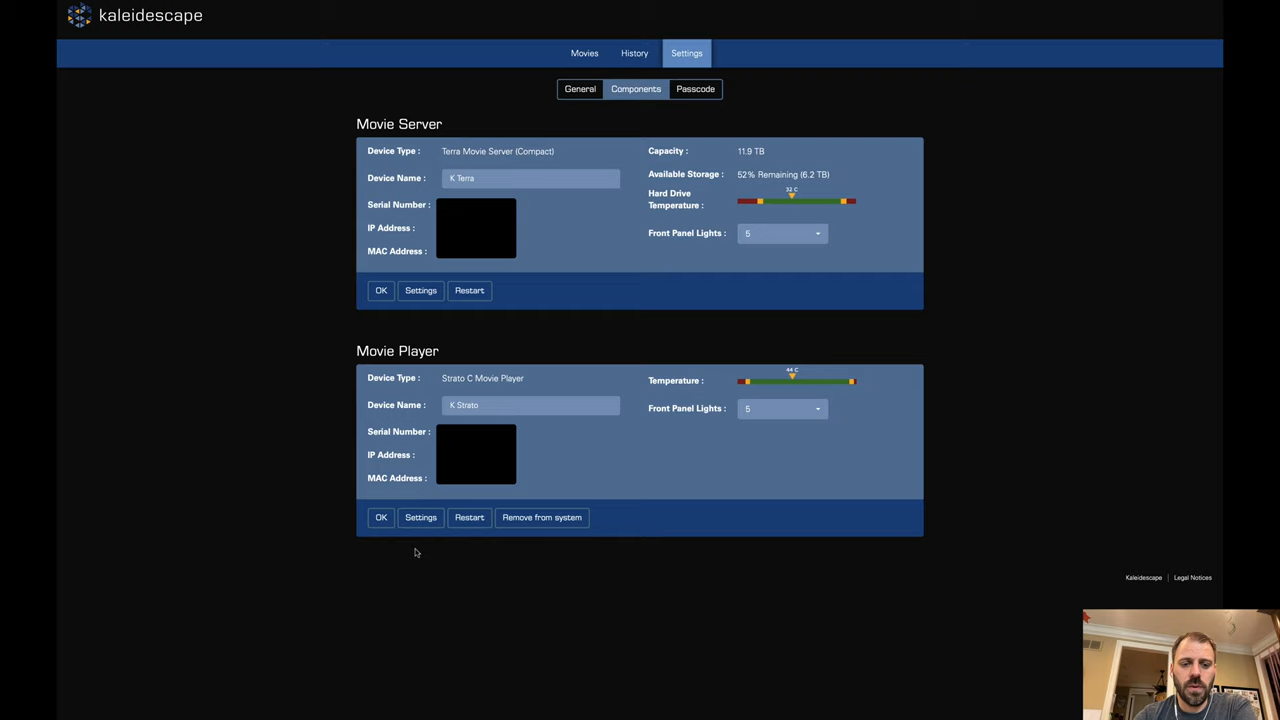 kaleidescape
Movies History Settings
General Components Passcode
Movie Server
Device Type : Terra Movie Server (Compact) Capacity : 11.9 TB
Device Name : K Terra Available Storage : 52% Remaining (6.2 TB)
Serial Number : Hard Drive Temperature : 32 C
IP Address : Front Panel Lights : 5
MAC Address :
OK Settings Restart
Movie Player
Device Type : Strato C Movie Player Temperature : 44 C
Device Name : K Strato Front Panel Lights : 5
Serial Number :
IP Address :
MAC Address :
OK Settings Restart Remove from system
Kaleidescape | Legal Notices